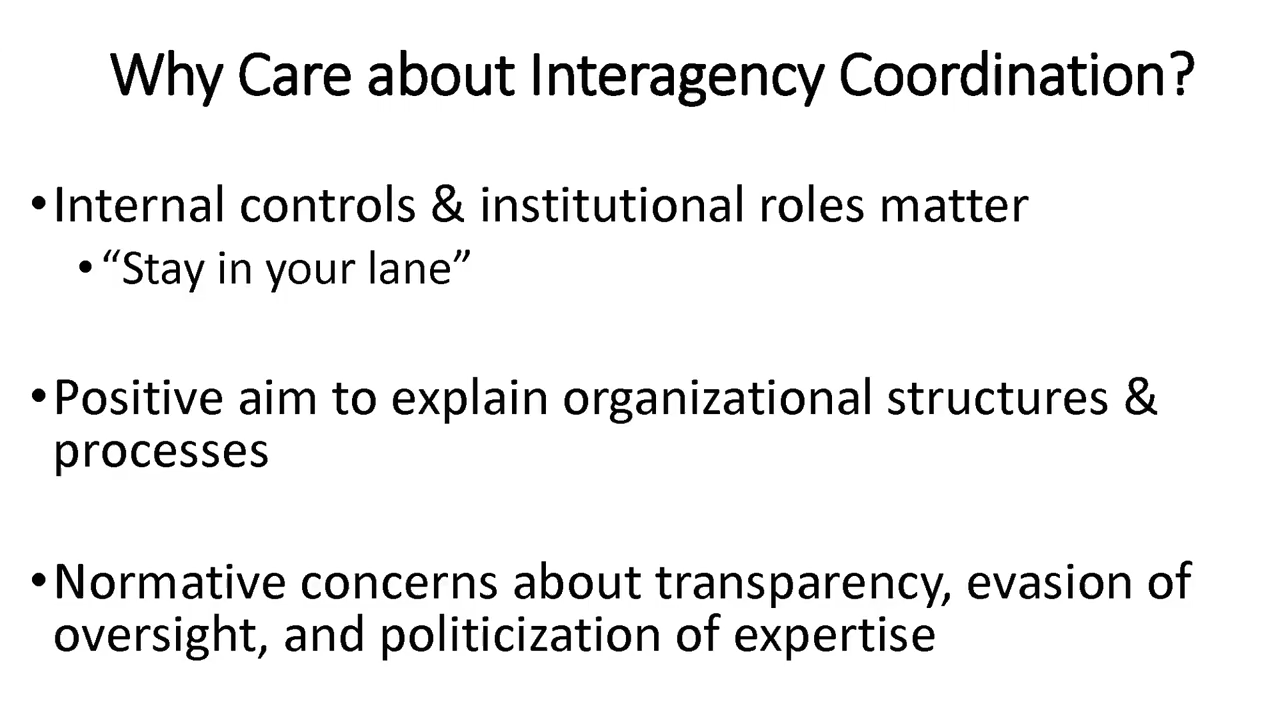 Why Care about Interagency Coordination?
•Internal controls & institutional roles matter
•“Stay in your lane”
•Positive aim to explain organizational structures &
processes
•Normative concerns about transparency, evasion of
oversight, and politicization of expertise